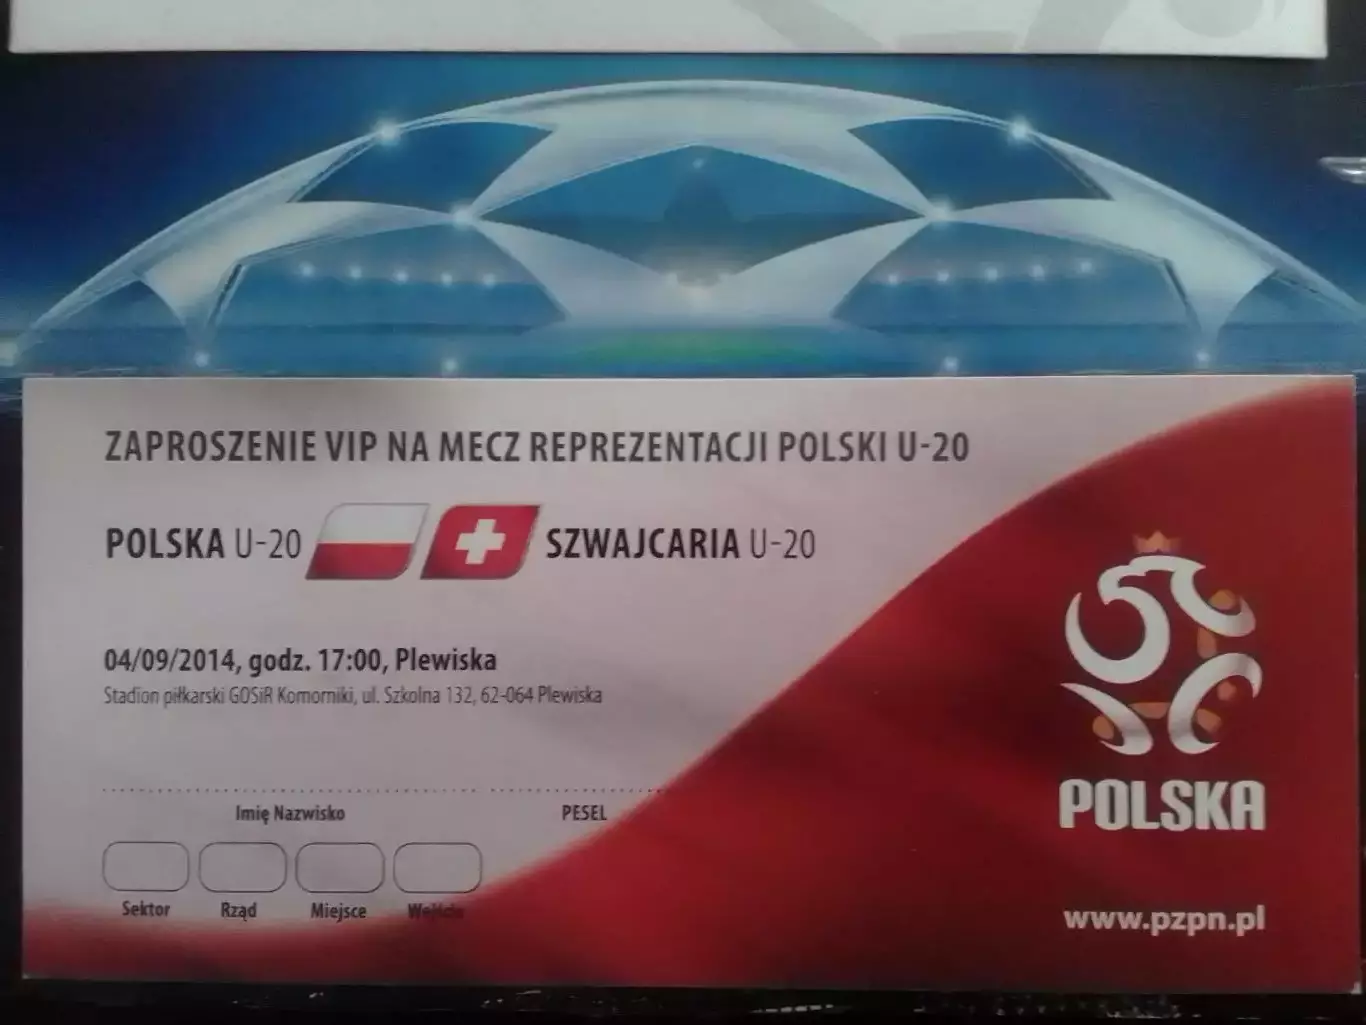 ZAPROSZENIE VIP NA MECZ REPREZENTACJI POLSKI U-20
POLSKA U-20 SZWAJCARIA U-20
04/09/2014, godz. 17:00, Plewiska
Stadion piłkarski GOSiR Komorniki, ul. Szkolna 132, 62-064 Plewiska
Imię Nazwisko PESEL
Sektor Rząd Miejsce Wejście
POLSKA
www.pzpn.pl